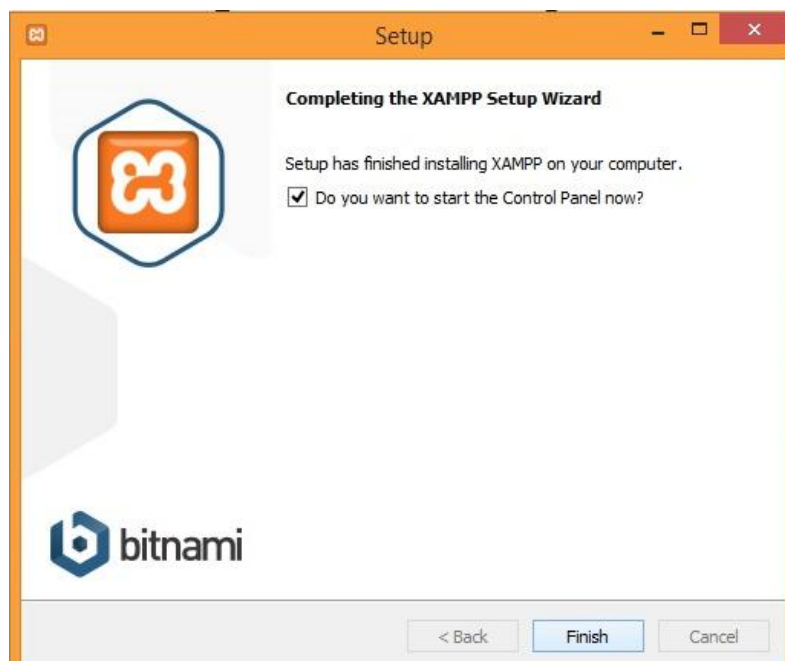 Setup
Completing the XAMPP Setup Wizard
Setup has finished installing XAMPP on your computer.
Do you want to start the Control Panel now?
bitnami
< Back
Finish
Cancel